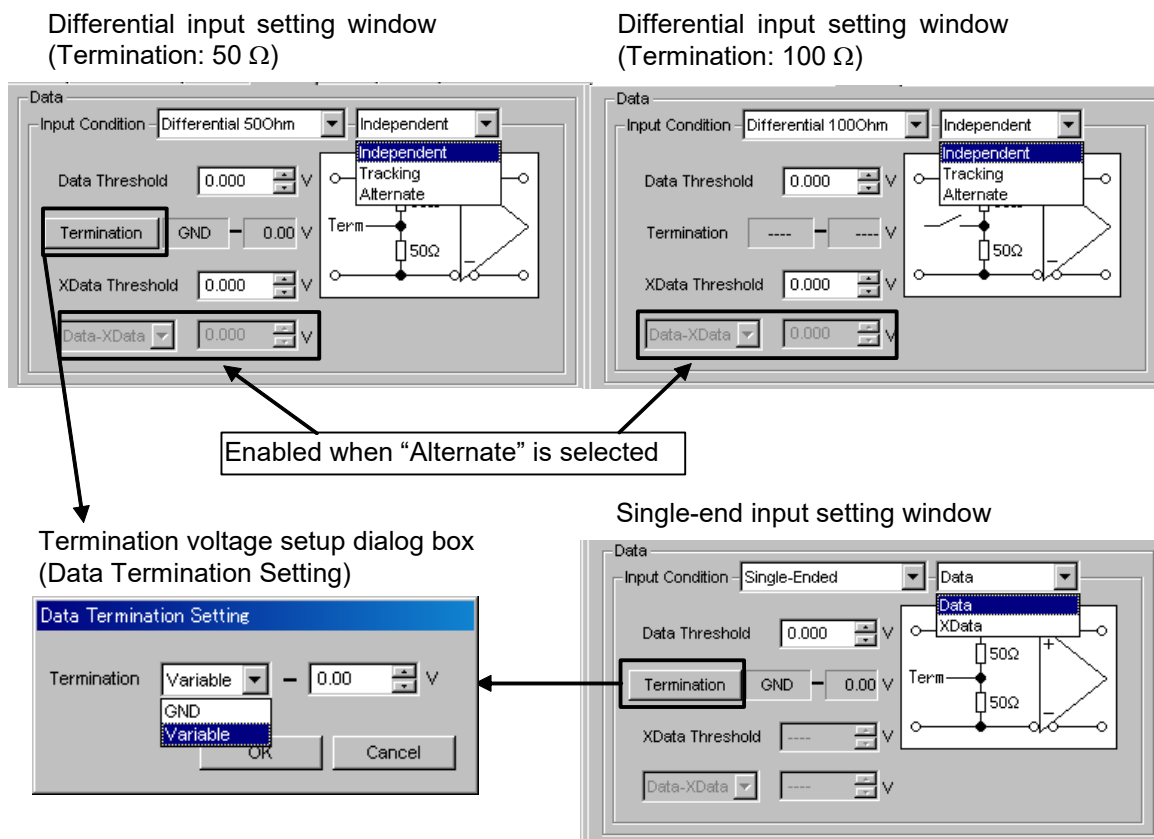 Differential input setting window
(Termination: 50 Ω)
Data
Input Condition Differential 50Ohm Independent
Independent
Tracking
Alternate
Data Threshold 0.000 V
Termination GND - 0.00 V
Term
50Ω
XData Threshold 0.000 V
Data-XData 0.000 V
Differential input setting window
(Termination: 100 Ω)
Data
Input Condition Differential 100Ohm Independent
Independent
Tracking
Alternate
Data Threshold 0.000 V
Termination ---- - ---- V
50Ω
XData Threshold 0.000 V
Data-XData 0.000 V
Enabled when “Alternate” is selected
Termination voltage setup dialog box
(Data Termination Setting)
Data Termination Setting
Termination Variable - 0.00 V
GND
Variable
OK Cancel
Single-end input setting window
Data
Input Condition Single-Ended Data
Data
XData
Data Threshold 0.000 V
50Ω +
Termination GND - 0.00 V
Term
50Ω -
XData Threshold ---- V
Data-XData ---- V